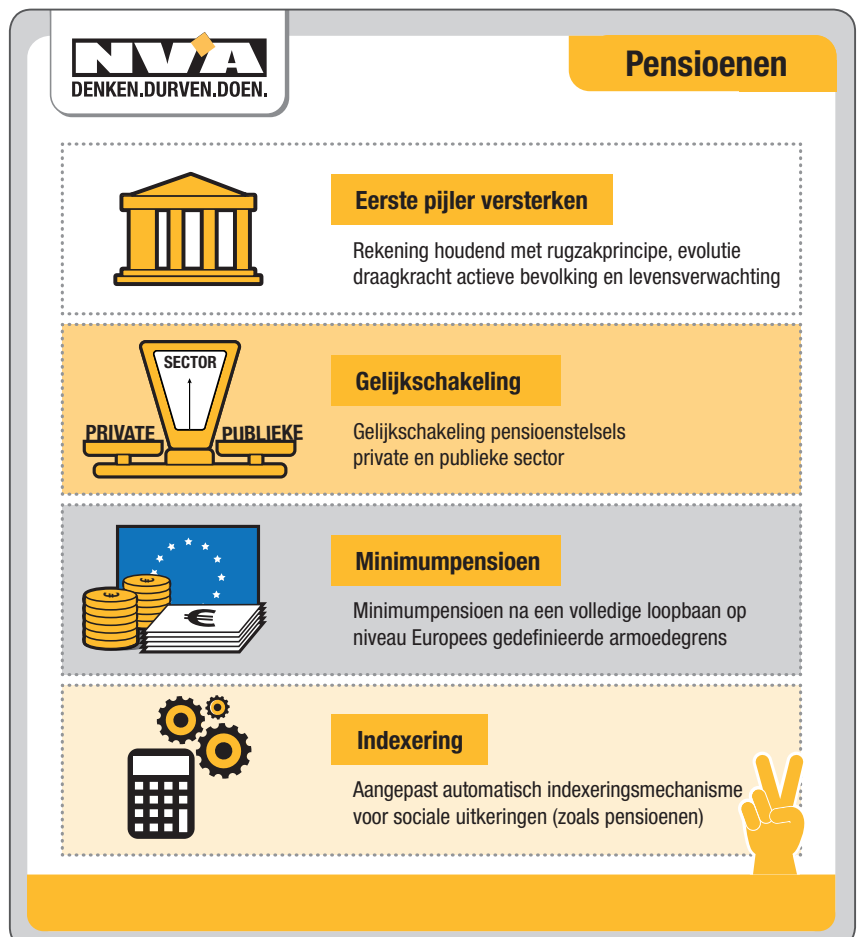 N-VA
DENKEN.DURVEN.DOEN.
Pensioenen
Eerste pijler versterken
Rekening houdend met rugzakprincipe, evolutie
draagkracht actieve bevolking en levensverwachting
SECTOR
PRIVATE PUBLIEKE
Gelijkschakeling
Gelijkschakeling pensioenstelsels
private en publieke sector
€
Minimumpensioen
Minimumpensioen na een volledige loopbaan op
niveau Europees gedefinieerde armoedegrens
Indexering
Aangepast automatisch indexeringsmechanisme
voor sociale uitkeringen (zoals pensioenen)